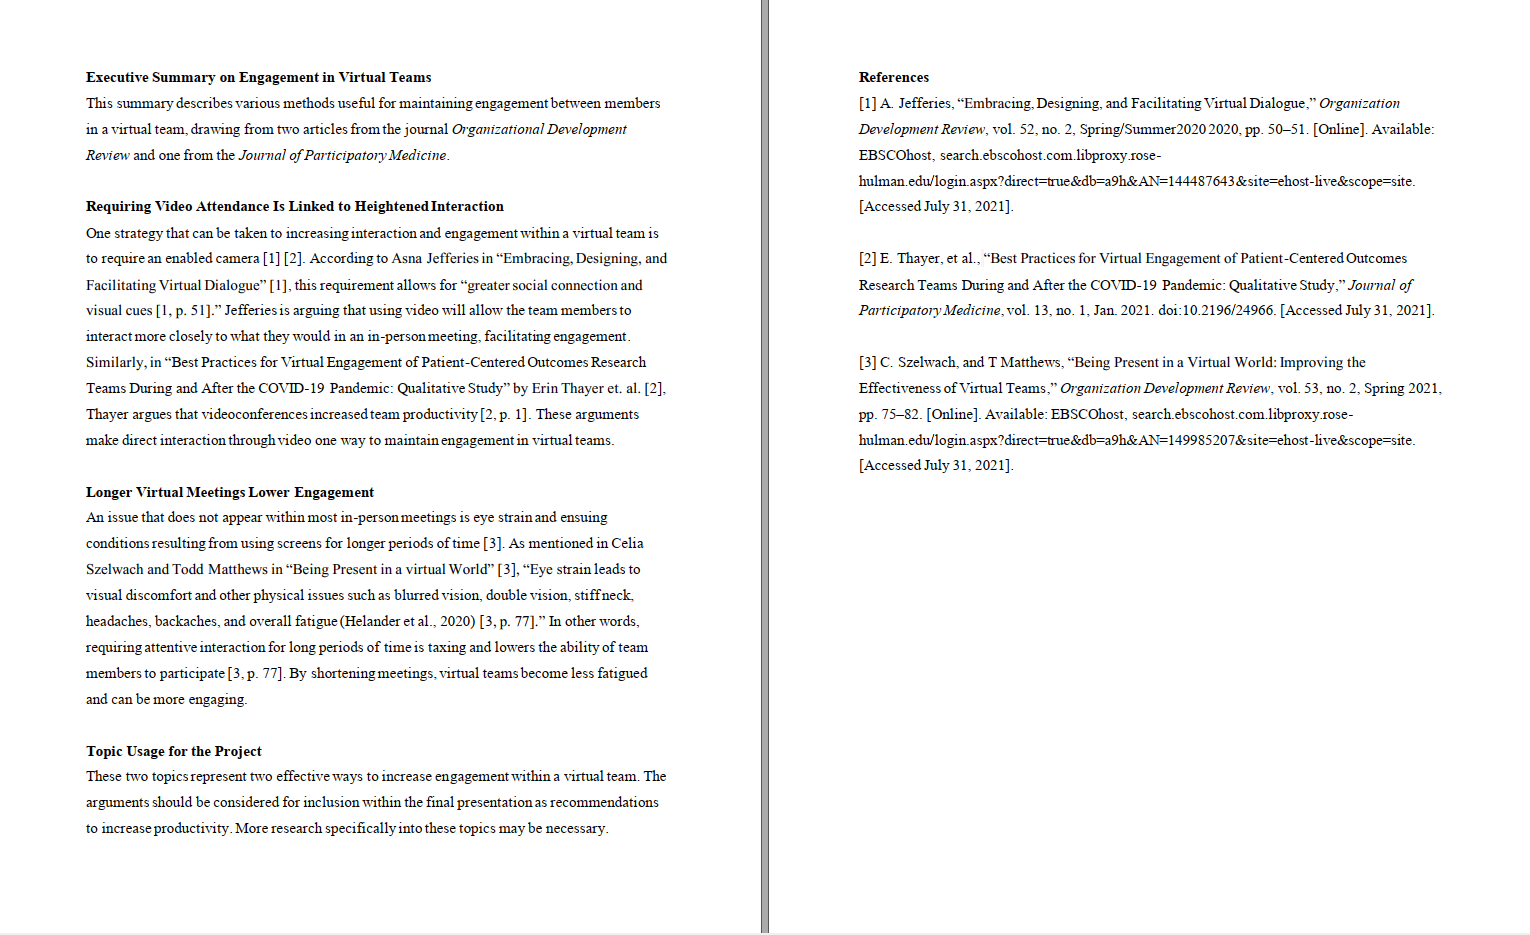 Executive Summary on Engagement in Virtual Teams
This summary describes various methods useful for maintaining engagement between members
in a virtual team, drawing from two articles from the journal Organizational Development
Review and one from the Journal of Participatory Medicine.
Requiring Video Attendance Is Linked to Heightened Interaction
One strategy that can be taken to increasing interaction and engagement within a virtual team is
to require an enabled camera [1] [2]. According to Asna Jefferies in “Embracing, Designing, and
Facilitating Virtual Dialogue” [1], this requirement allows for “greater social connection and
visual cues [1, p. 51].” Jefferies is arguing that using video will allow the team members to
interact more closely to what they would in an in-person meeting, facilitating engagement.
Similarly, in “Best Practices for Virtual Engagement of Patient-Centered Outcomes Research
Teams During and After the COVID-19 Pandemic: Qualitative Study” by Erin Thayer et. al. [2],
Thayer argues that videoconferences increased team productivity [2, p. 1]. These arguments
make direct interaction through video one way to maintain engagement in virtual teams.
Longer Virtual Meetings Lower Engagement
An issue that does not appear within most in-person meetings is eye strain and ensuing
conditions resulting from using screens for longer periods of time [3]. As mentioned in Celia
Szelwach and Todd Matthews in “Being Present in a virtual World” [3], “Eye strain leads to
visual discomfort and other physical issues such as blurred vision, double vision, stiff neck,
headaches, backaches, and overall fatigue (Helander et al., 2020) [3, p. 77].” In other words,
requiring attentive interaction for long periods of time is taxing and lowers the ability of team
members to participate [3, p. 77]. By shortening meetings, virtual teams become less fatigued
and can be more engaging.
Topic Usage for the Project
These two topics represent two effective ways to increase engagement within a virtual team. The
arguments should be considered for inclusion within the final presentation as recommendations
to increase productivity. More research specifically into these topics may be necessary.
References
[1] A. Jefferies, “Embracing, Designing, and Facilitating Virtual Dialogue,” Organization
Development Review, vol. 52, no. 2, Spring/Summer2020 2020, pp. 50–51. [Online]. Available:
EBSCOhost, search.ebscohost.com.libproxy.rose-
hulman.edu/login.aspx?direct=true&db=a9h&AN=144487643&site=ehost-live&scope=site.
[Accessed July 31, 2021].
[2] E. Thayer, et al., “Best Practices for Virtual Engagement of Patient-Centered Outcomes
Research Teams During and After the COVID-19 Pandemic: Qualitative Study,” Journal of
Participatory Medicine, vol. 13, no. 1, Jan. 2021. doi:10.2196/24966. [Accessed July 31, 2021].
[3] C. Szelwach, and T Matthews, “Being Present in a Virtual World: Improving the
Effectiveness of Virtual Teams,” Organization Development Review, vol. 53, no. 2, Spring 2021,
pp. 75–82. [Online]. Available: EBSCOhost, search.ebscohost.com.libproxy.rose-
hulman.edu/login.aspx?direct=true&db=a9h&AN=149985207&site=ehost-live&scope=site.
[Accessed July 31, 2021].